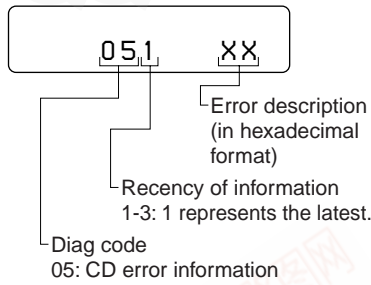 051 XX
Error description
(in hexadecimal
format)
Recency of information
1-3: 1 represents the latest.
Diag code
05: CD error information